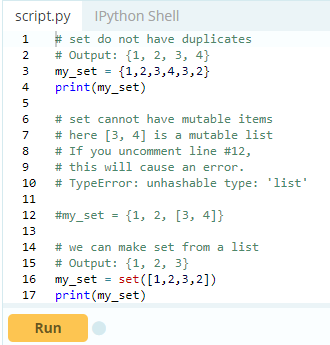 script.py IPython Shell
1 # set do not have duplicates
2 # Output: {1, 2, 3, 4}
3 my_set = {1,2,3,4,3,2}
4 print(my_set)
5
6 # set cannot have mutable items
7 # here [3, 4] is a mutable list
8 # If you uncomment line #12,
9 # this will cause an error.
10 # TypeError: unhashable type: 'list'
11
12 #my_set = {1, 2, [3, 4]}
13
14 # we can make set from a list
15 # Output: {1, 2, 3}
16 my_set = set([1,2,3,2])
17 print(my_set)
Run